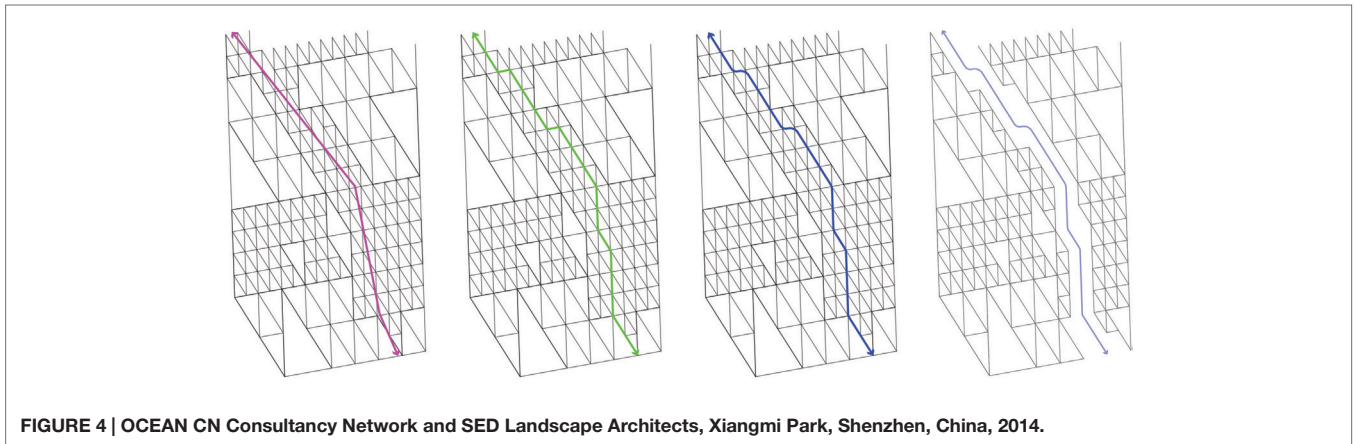 FIGURE 4 | OCEAN CN Consultancy Network and SED Landscape Architects, Xiangmi Park, Shenzhen, China, 2014.